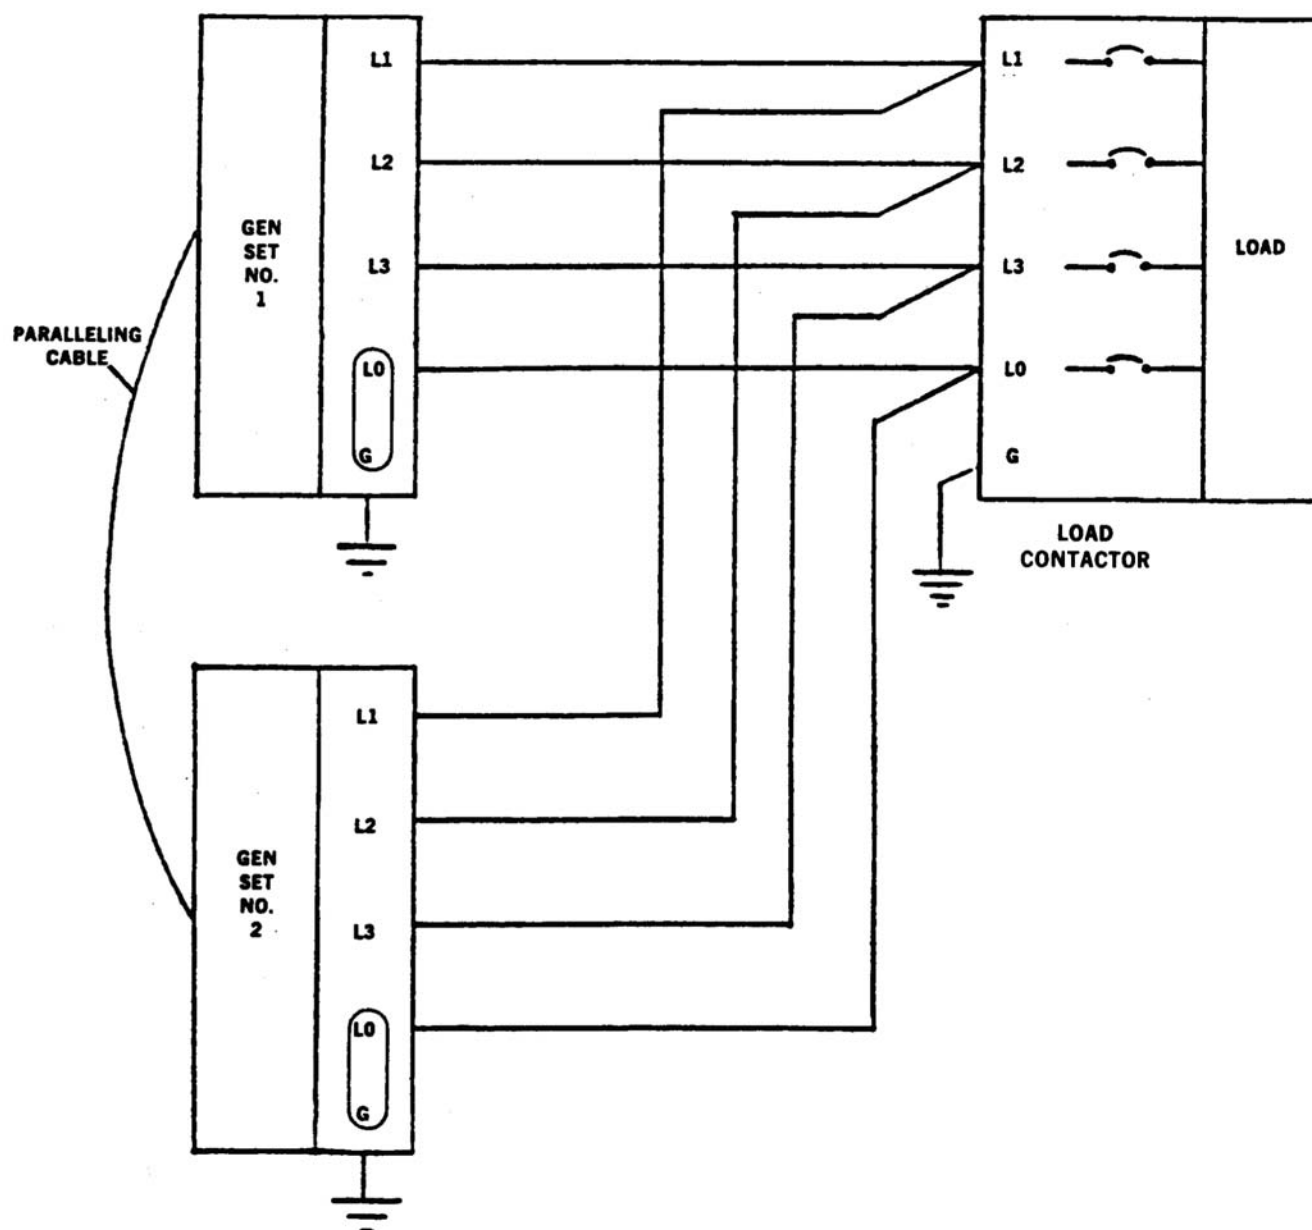 L1
L2
L3
L0
G
GEN
SET
NO.
1
PARALLELING
CABLE
L1
L2
L3
L0
G
LOAD
LOAD
CONTACTOR
L1
L2
L3
L0
G
GEN
SET
NO.
2